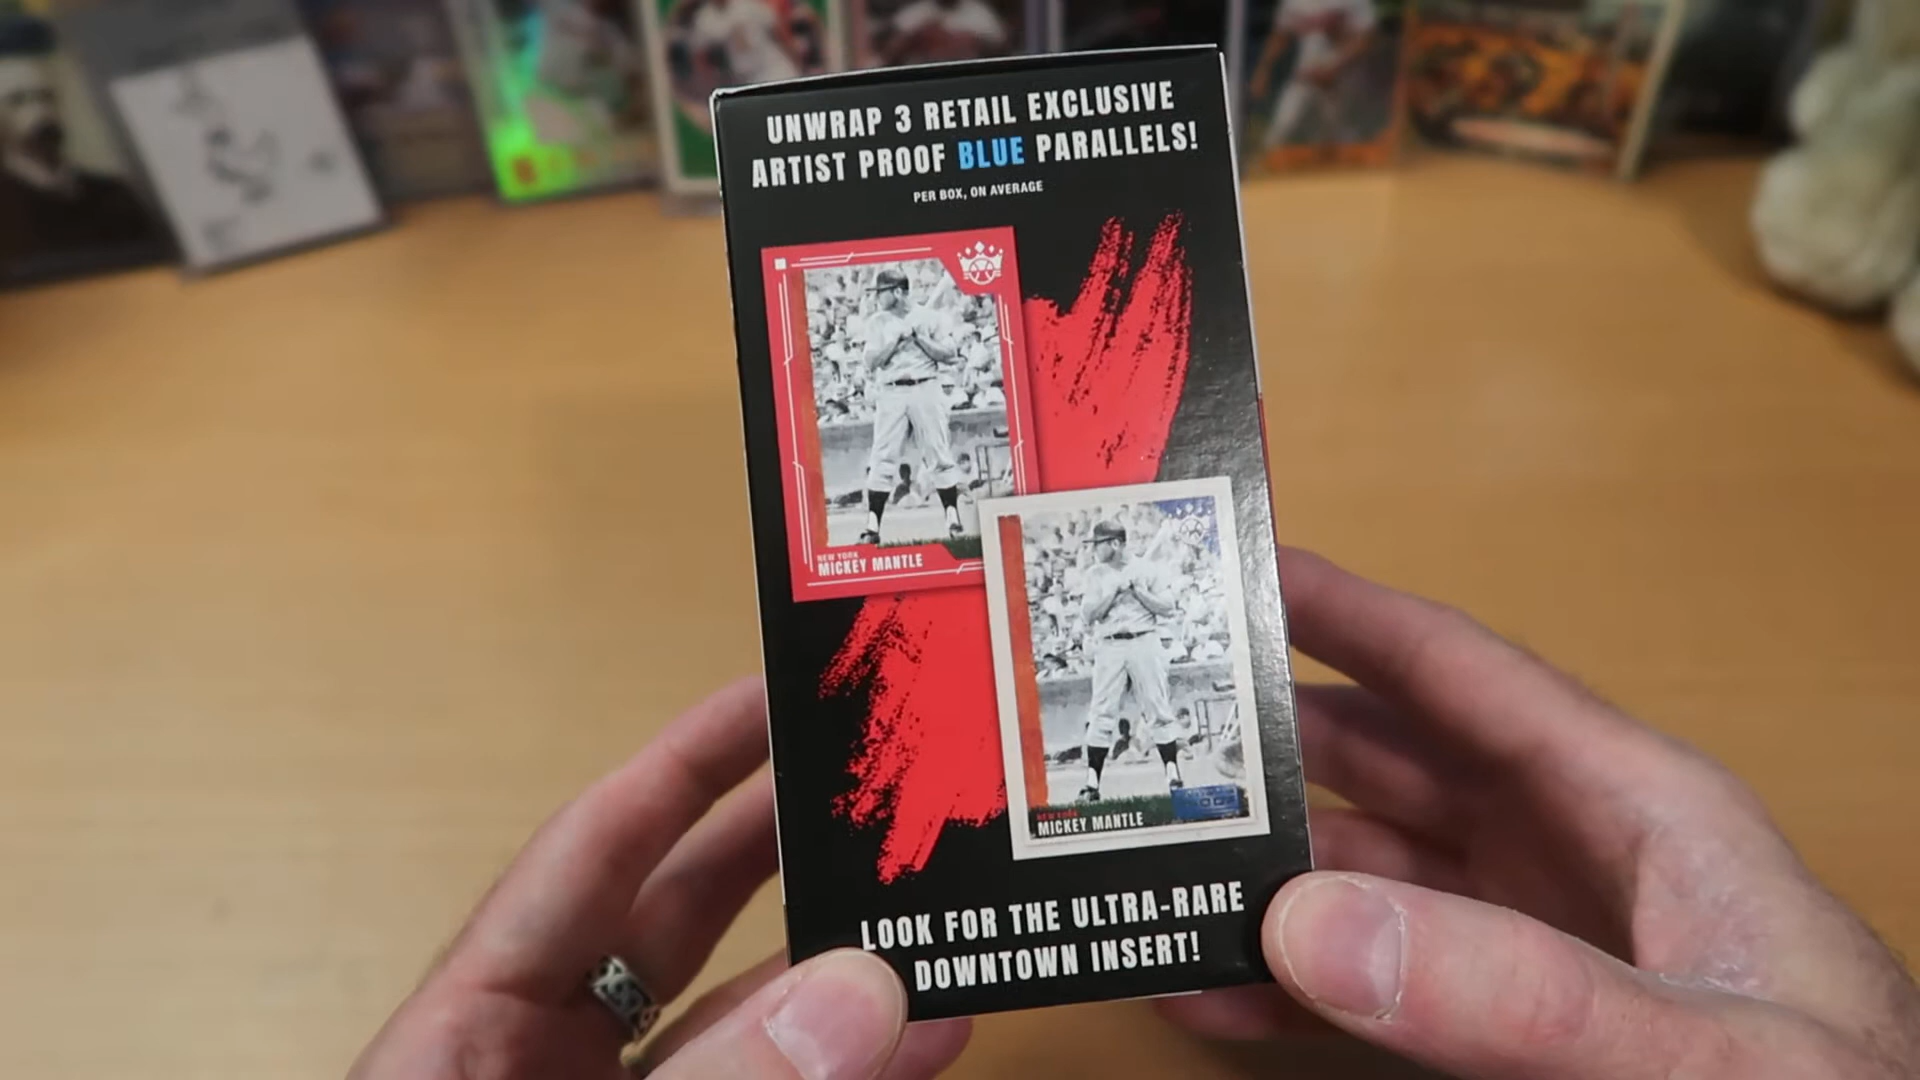 UNWRAP 3 RETAIL EXCLUSIVE
ARTIST PROOF BLUE PARALLELS!
PER BOX, ON AVERAGE
NEW YORK
MICKEY MANTLE
NEW YORK
MICKEY MANTLE
LOOK FOR THE ULTRA-RARE
DOWNTOWN INSERT!